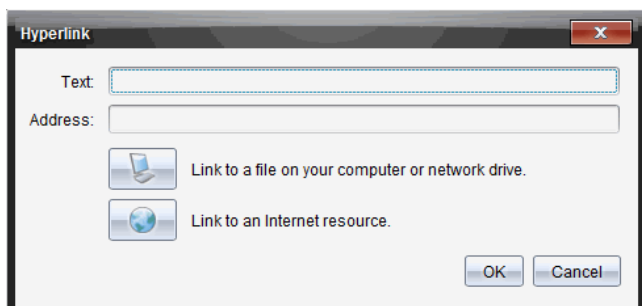 Hyperlink
x
Text:
Address:
Link to a file on your computer or network drive.
Link to an Internet resource.
OK Cancel